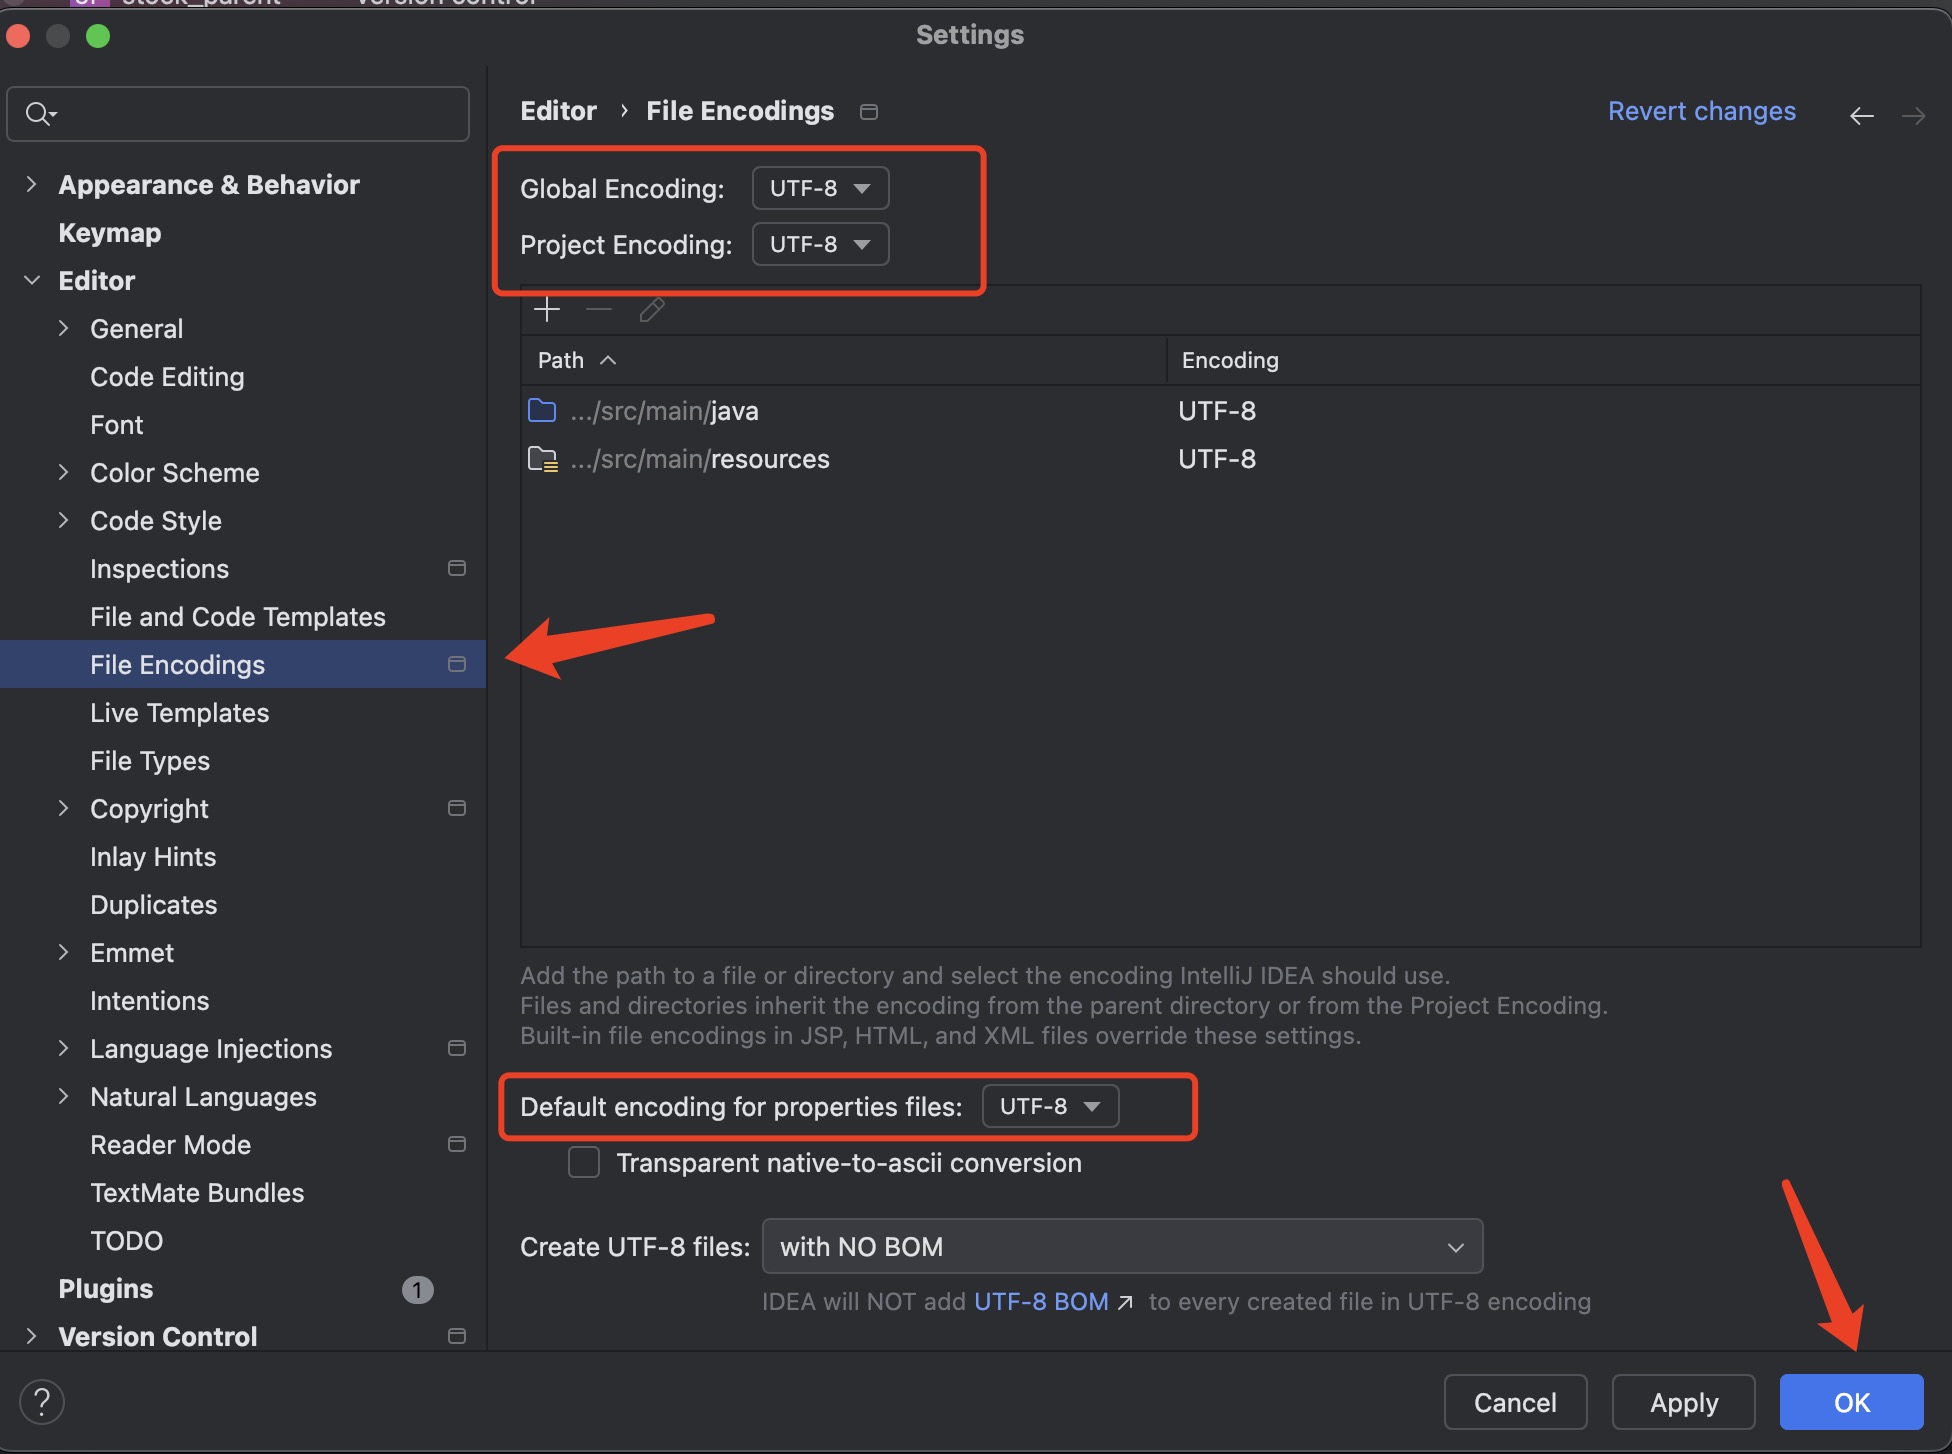 Settings
Editor › File Encodings
Revert changes
Appearance & Behavior
Keymap
Editor
General
Code Editing
Font
Color Scheme
Code Style
Inspections
File and Code Templates
File Encodings
Live Templates
File Types
Copyright
Inlay Hints
Duplicates
Emmet
Intentions
Language Injections
Natural Languages
Reader Mode
TextMate Bundles
TODO
Plugins 1
Version Control
Global Encoding: UTF-8
Project Encoding: UTF-8
Path Encoding
.../src/main/java UTF-8
.../src/main/resources UTF-8
Add the path to a file or directory and select the encoding IntelliJ IDEA should use.
Files and directories inherit the encoding from the parent directory or from the Project Encoding.
Built-in file encodings in JSP, HTML, and XML files override these settings.
Default encoding for properties files: UTF-8
Transparent native-to-ascii conversion
Create UTF-8 files: with NO BOM
IDEA will NOT add UTF-8 BOM ↗ to every created file in UTF-8 encoding
?
Cancel
Apply
OK